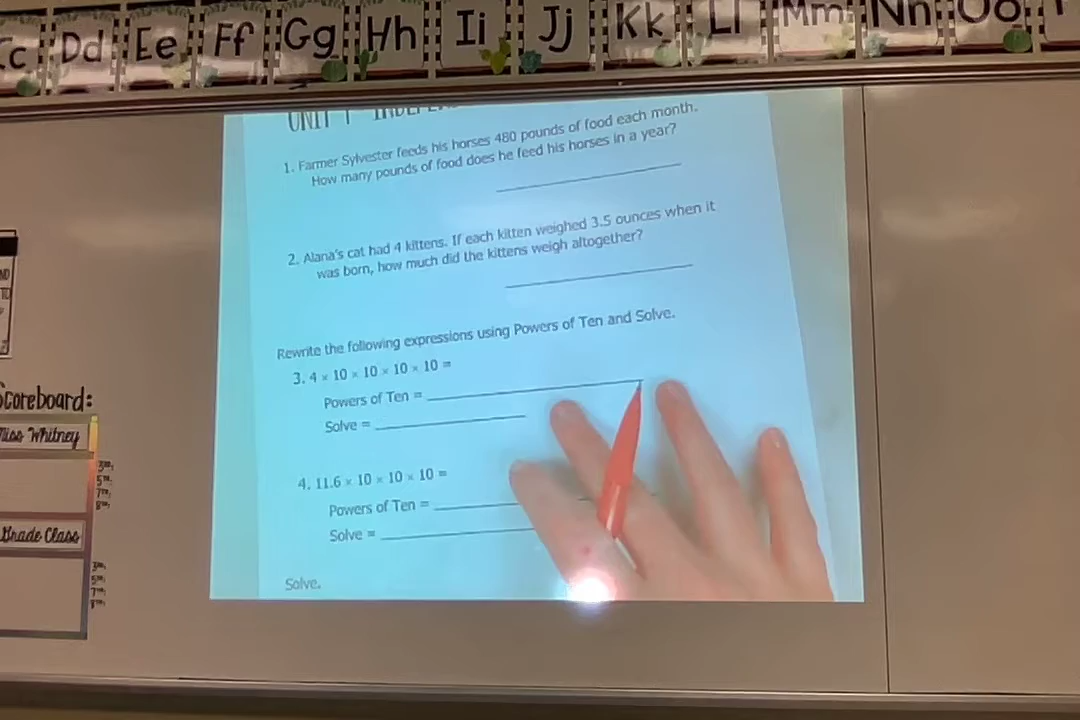 Dd Ee Ff Gg Hh Ii Jj Kk Ll Mm Nn Oo
UNIT 1
1. Farmer Sylvester feeds his horses 480 pounds of food each month.
How many pounds of food does he feed his horses in a year?
2. Alana's cat had 4 kittens. If each kitten weighed 3.5 ounces when it
was born, how much did the kittens weigh altogether?
Rewrite the following expressions using Powers of Ten and Solve.
3. 4 × 10 × 10 × 10 × 10 =
Powers of Ten =
Solve =
4. 11.6 × 10 × 10 × 10 =
Powers of Ten =
Solve =
Solve.
Scoreboard:
Miss Whitney
Grade Class